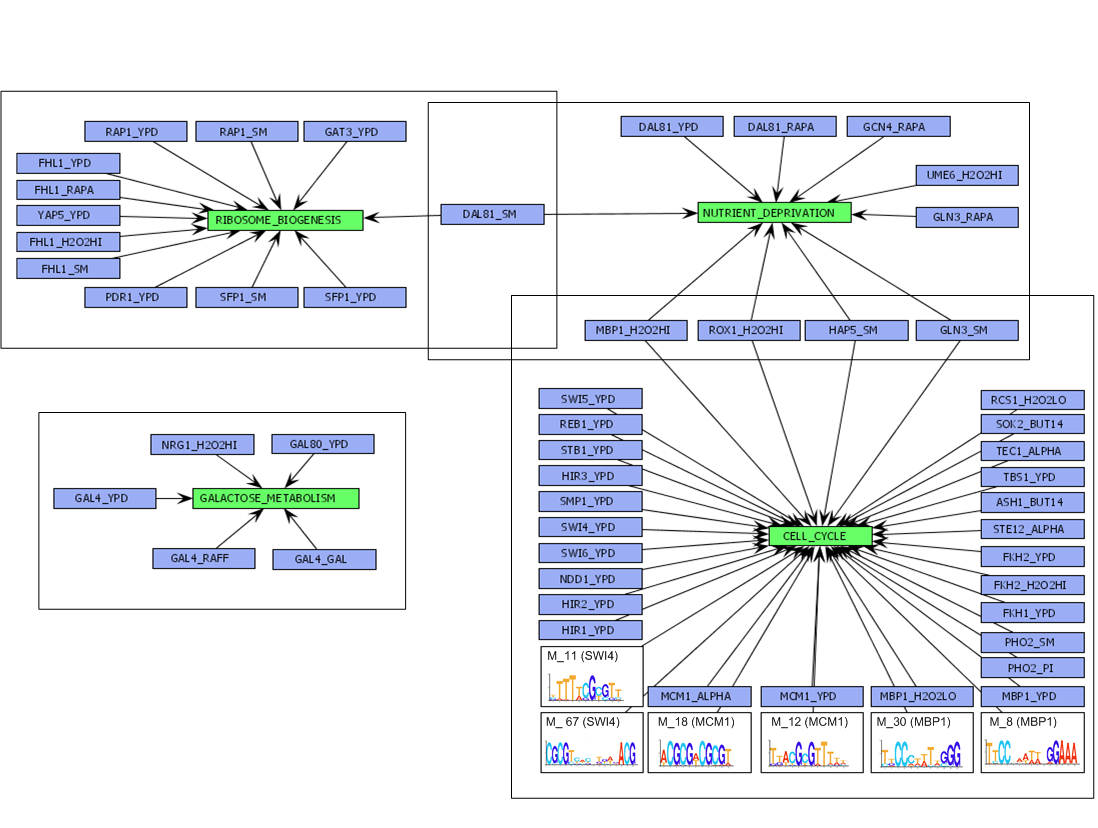 RAP1_YPD
RAP1_SM
GAT3_YPD
FHL1_YPD
FHL1_RAPA
YAP5_YPD
FHL1_H2O2HI
FHL1_SM
RIBOSOME_BIOGENESIS
PDR1_YPD
SFP1_SM
SFP1_YPD
DAL81_SM
DAL81_YPD
DAL81_RAPA
GCN4_RAPA
UME6_H2O2HI
NUTRIENT_DEPRIVATION
GLN3_RAPA
MBP1_H2O2HI
ROX1_H2O2HI
HAP5_SM
GLN3_SM
NRG1_H2O2HI
GAL80_YPD
GAL4_YPD
GALACTOSE_METABOLISM
GAL4_RAFF
GAL4_GAL
SWI5_YPD
REB1_YPD
STB1_YPD
HIR3_YPD
SMP1_YPD
SWI4_YPD
SWI6_YPD
NDD1_YPD
HIR2_YPD
HIR1_YPD
CELL_CYCLE
RCS1_H2O2LO
SOK2_BUT14
TEC1_ALPHA
TBS1_YPD
ASH1_BUT14
STE12_ALPHA
FKH2_YPD
FKH2_H2O2HI
FKH1_YPD
PHO2_SM
PHO2_PI
M_11 (SWI4)
MCM1_ALPHA
MCM1_YPD
MBP1_H2O2LO
MBP1_YPD
M_ 67 (SWI4)
M_18 (MCM1)
M_12 (MCM1)
M_30 (MBP1)
M_8 (MBP1)